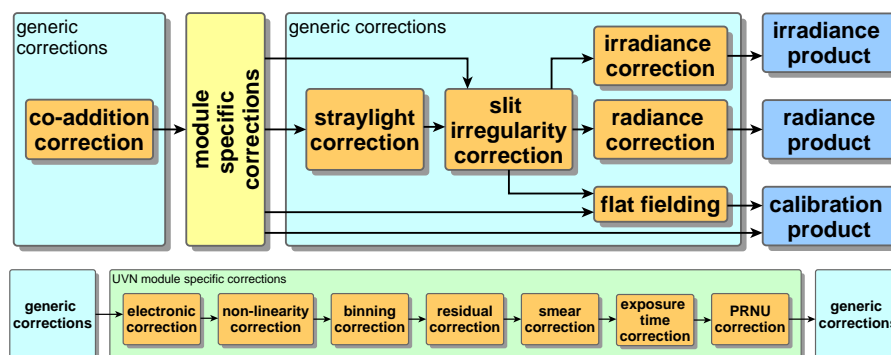 generic
corrections
co-addition
correction
module
specific
corrections
generic corrections
straylight
correction
slit
irregularity
correction
irradiance
correction
radiance
correction
flat fielding
irradiance
product
radiance
product
calibration
product
generic
corrections
UVN module specific corrections
electronic
correction
non-linearity
correction
binning
correction
residual
correction
smear
correction
exposure
time
correction
PRNU
correction
generic
corrections